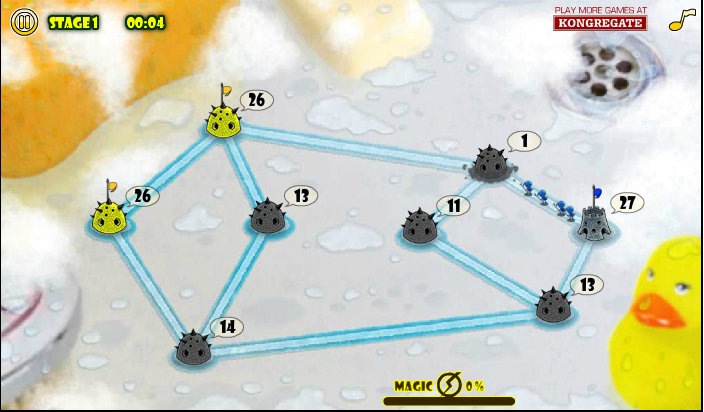 STAGE 1 00:04
PLAY MORE GAMES AT
KONGREGATE
26
1
26
13
11
27
13
14
MAGIC 0%